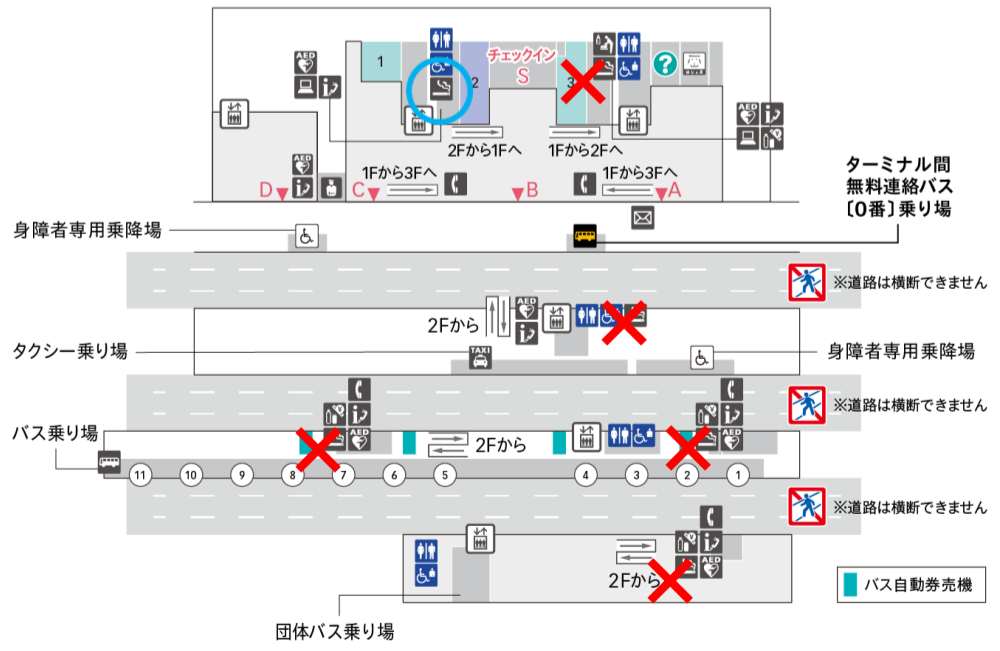 チェックイン
S
1
2
3
AED
?
AED
2Fから1Fへ
1Fから2Fへ
AED
1Fから3Fへ
1Fから3Fへ
D
C
B
A
ターミナル間
無料連絡バス
〔0番〕乗り場
身障者専用乗降場
※道路は横断できません
2Fから
AED
タクシー乗り場
TAXI
身障者専用乗降場
※道路は横断できません
バス乗り場
AED
2Fから
AED
11
10
9
8
7
6
5
4
3
2
1
※道路は横断できません
2Fから
AED
バス自動券売機
団体バス乗り場